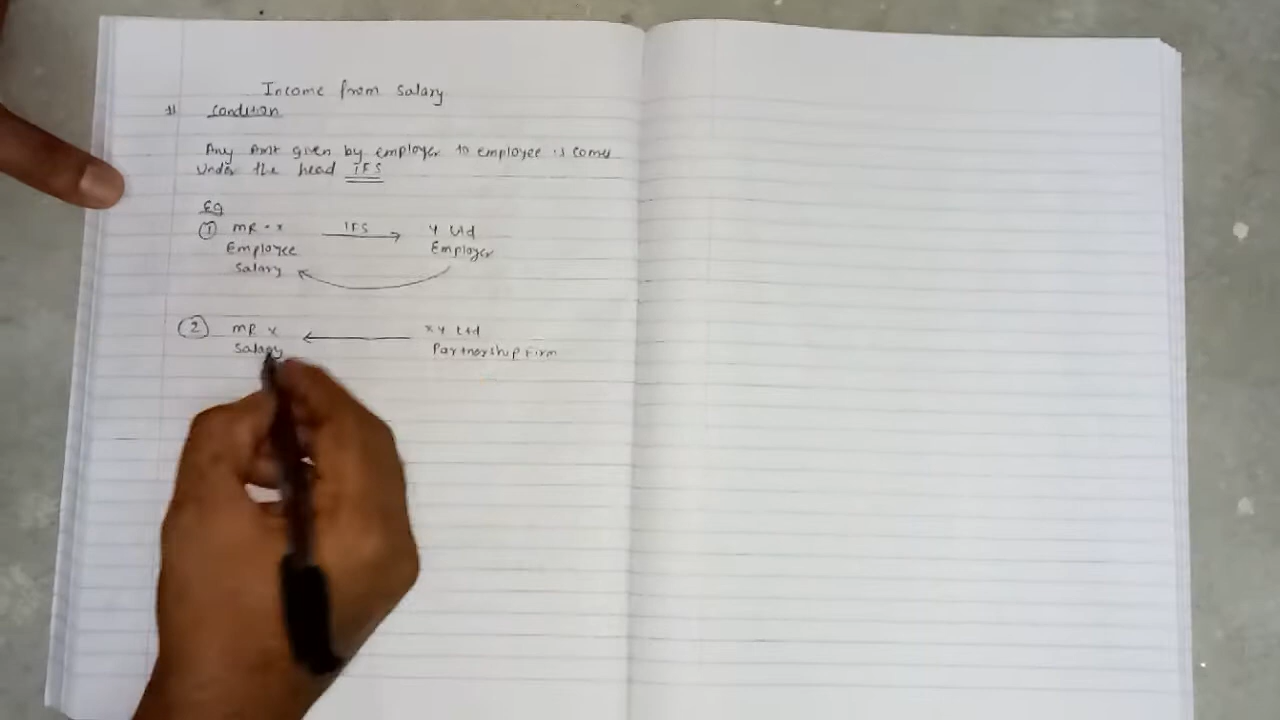 Income from Salary
1) Condition
Any Amt given by employer to employee is comes
under the head IFS
Eg
① MR. X IFS Y Ltd
Employee Employer
Salary
② MR X XY Ltd
Salary Partnership Firm